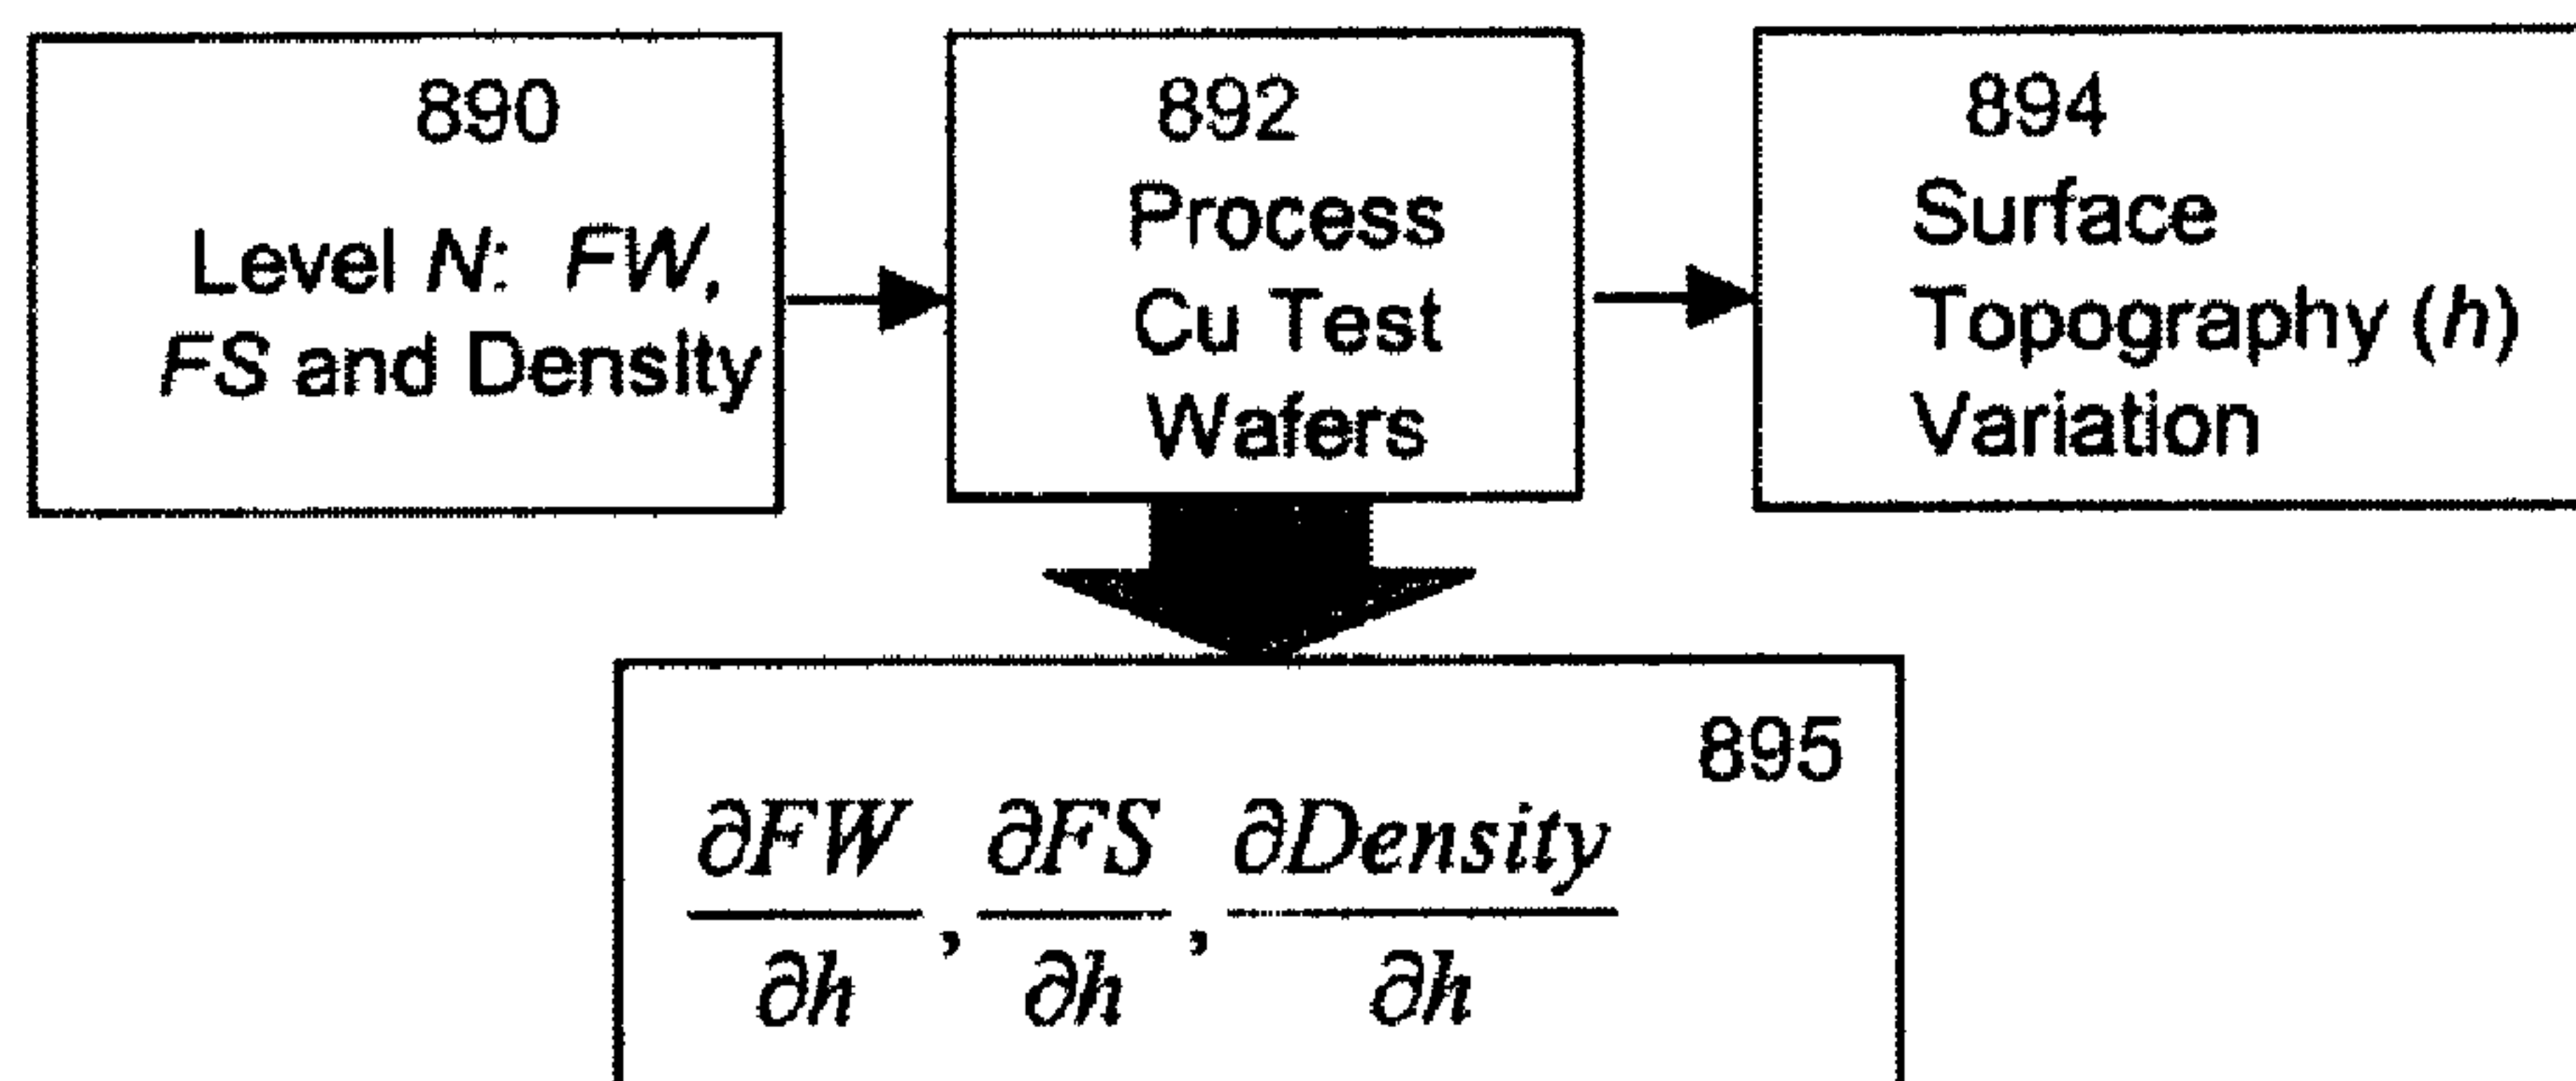 890
Level N: FW,
FS and Density
892
Process
Cu Test
Wafers
894
Surface
Topography (h)
Variation
895
∂FW/∂h, ∂FS/∂h, ∂Density/∂h